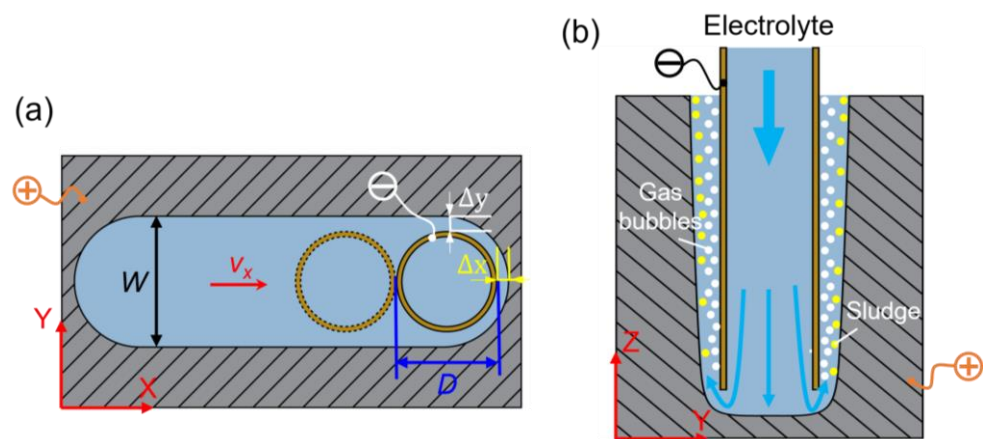 (a)
⊕
⊖
Δy
Δx
W
v_x
D
Y
X
(b)
Electrolyte
⊖
Gas
bubbles
Sludge
Z
Y
⊕